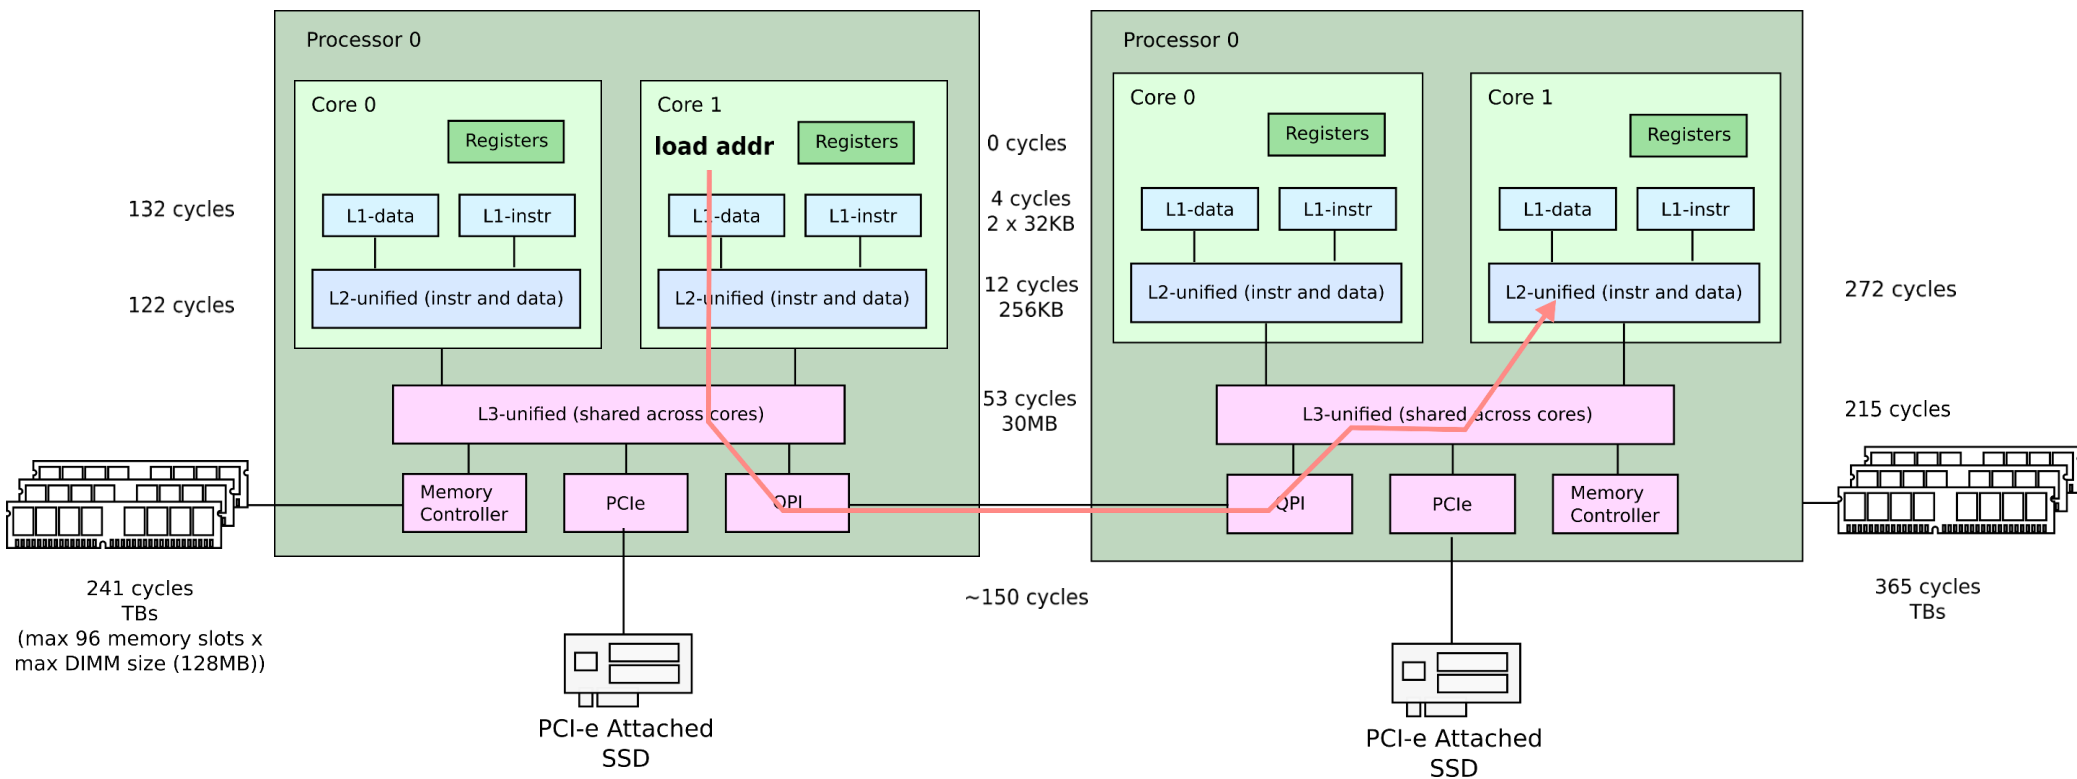 Processor 0
Core 0
Registers
L1-data
L1-instr
L2-unified (instr and data)
Core 1
load addr
Registers
L1-data
L1-instr
L2-unified (instr and data)
L3-unified (shared across cores)
Memory
Controller
PCIe
QPI
132 cycles
122 cycles
241 cycles
TBs
(max 96 memory slots x
max DIMM size (128MB))
PCI-e Attached
SSD
0 cycles
4 cycles
2 x 32KB
12 cycles
256KB
53 cycles
30MB
~150 cycles
Processor 0
Core 0
Registers
L1-data
L1-instr
L2-unified (instr and data)
Core 1
Registers
L1-data
L1-instr
L2-unified (instr and data)
L3-unified (shared across cores)
QPI
PCIe
Memory
Controller
272 cycles
215 cycles
365 cycles
TBs
PCI-e Attached
SSD